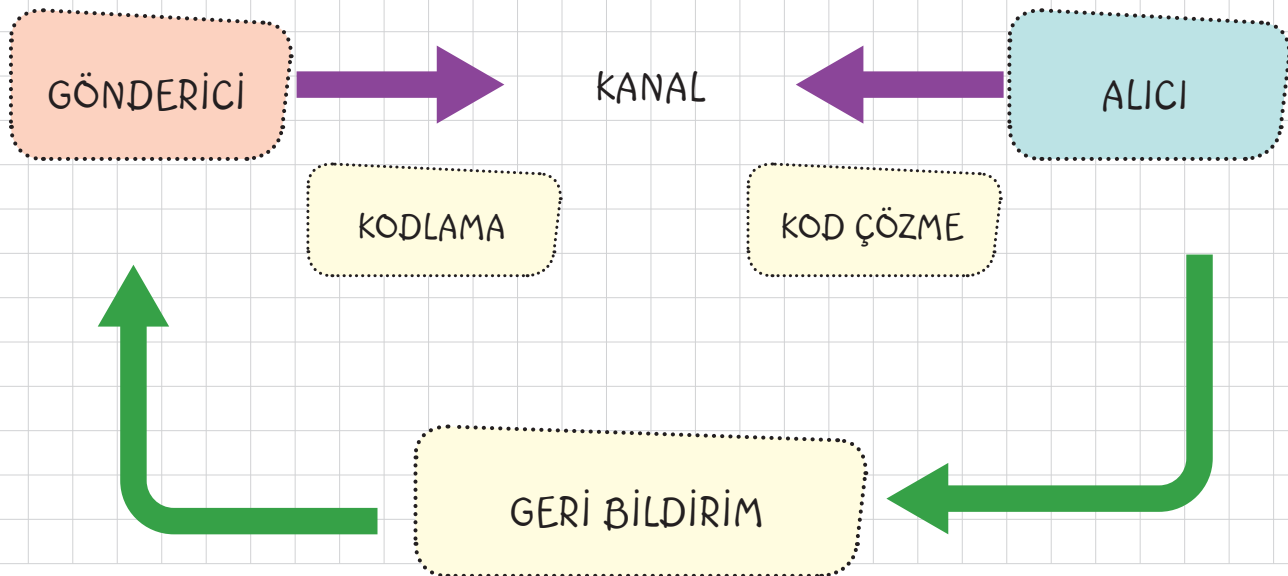 GÖNDERİCİ
KANAL
ALICI
KODLAMA
KOD ÇÖZME
GERİ BİLDİRİM